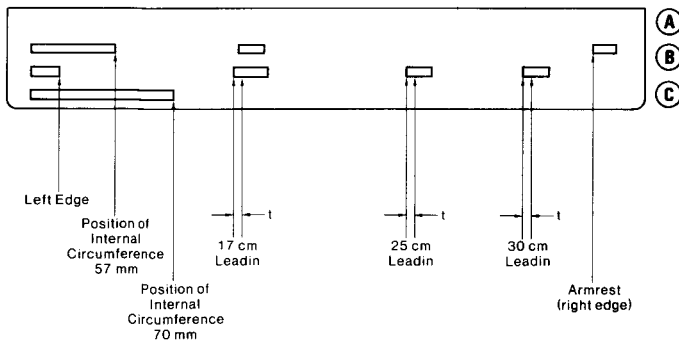 A
B
C
Left Edge
Position of
Internal
Circumference
57 mm
Position of
Internal
Circumference
70 mm
t
17 cm
Leadin
t
25 cm
Leadin
t
30 cm
Leadin
Armrest
(right edge)